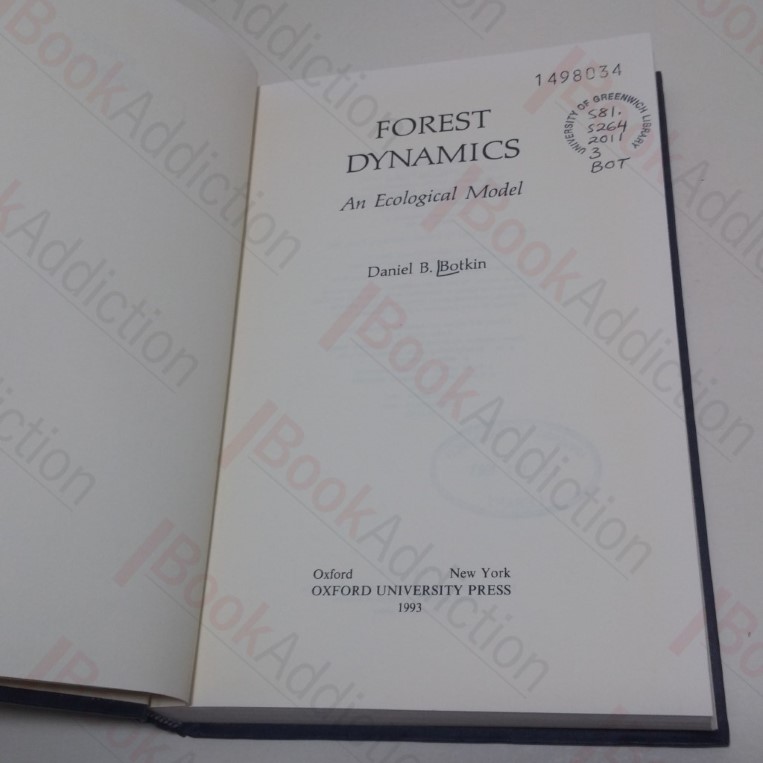 1498034
UNIVERSITY OF GREENWICH LIBRARY
581.
5264
2011
3
BOT
FOREST
DYNAMICS
An Ecological Model
Daniel B. Botkin
Oxford New York
OXFORD UNIVERSITY PRESS
1993
BookAddiction